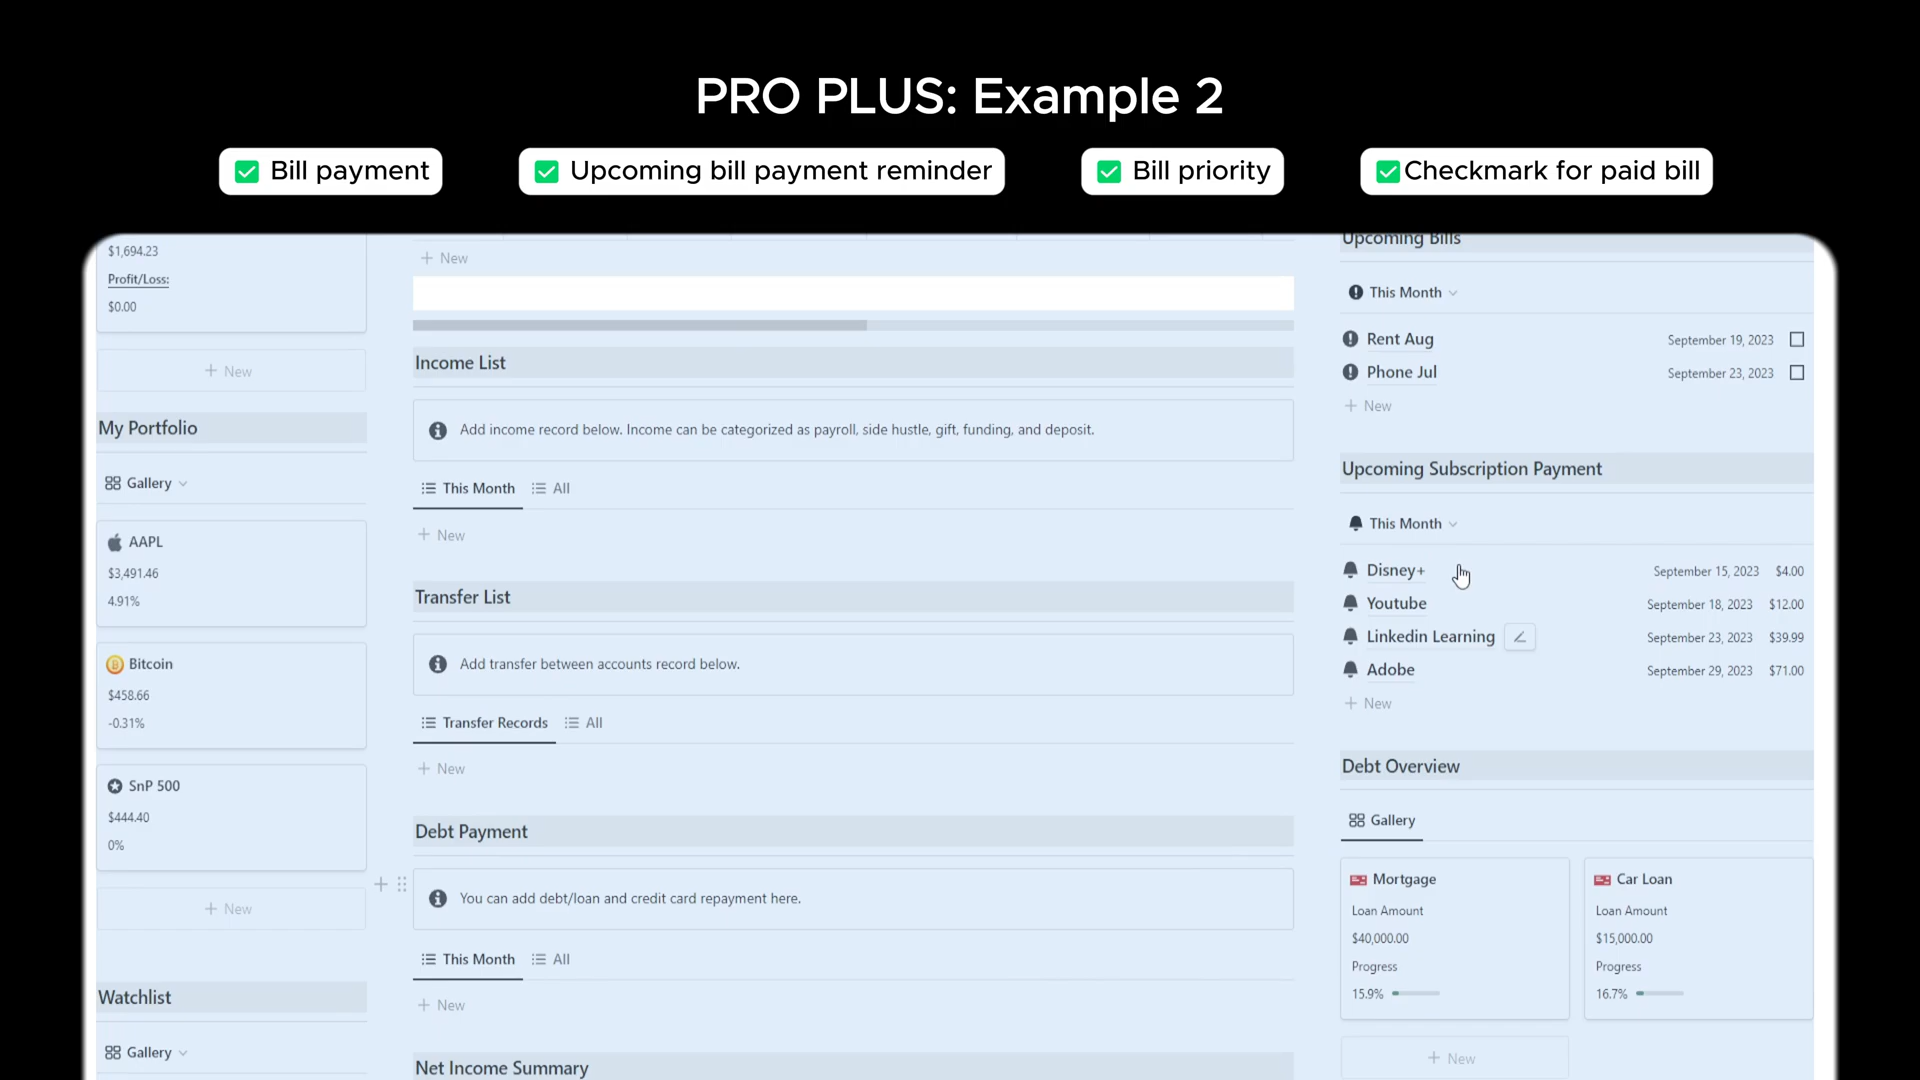 PRO PLUS: Example 2
✅ Bill payment
✅ Upcoming bill payment reminder
✅ Bill priority
✅ Checkmark for paid bill
$1,694.23
Profit/Loss:
$0.00
+ New
My Portfolio
Gallery
AAPL
$3,491.46
4.91%
Bitcoin
$458.66
-0.31%
SnP 500
$444.40
0%
+ New
Watchlist
Gallery
+ New
Income List
Add income record below. Income can be categorized as payroll, side hustle, gift, funding, and deposit.
This Month All
+ New
Transfer List
Add transfer between accounts record below.
Transfer Records All
+ New
Debt Payment
You can add debt/loan and credit card repayment here.
This Month All
+ New
Net Income Summary
Upcoming Bills
This Month
Rent Aug September 19, 2023
Phone Jul September 23, 2023
+ New
Upcoming Subscription Payment
This Month
Disney+ September 15, 2023 $4.00
Youtube September 18, 2023 $12.00
Linkedin Learning September 23, 2023 $39.99
Adobe September 29, 2023 $71.00
+ New
Debt Overview
Gallery
Mortgage
Loan Amount
$40,000.00
Progress
15.9%
Car Loan
Loan Amount
$15,000.00
Progress
16.7%
+ New